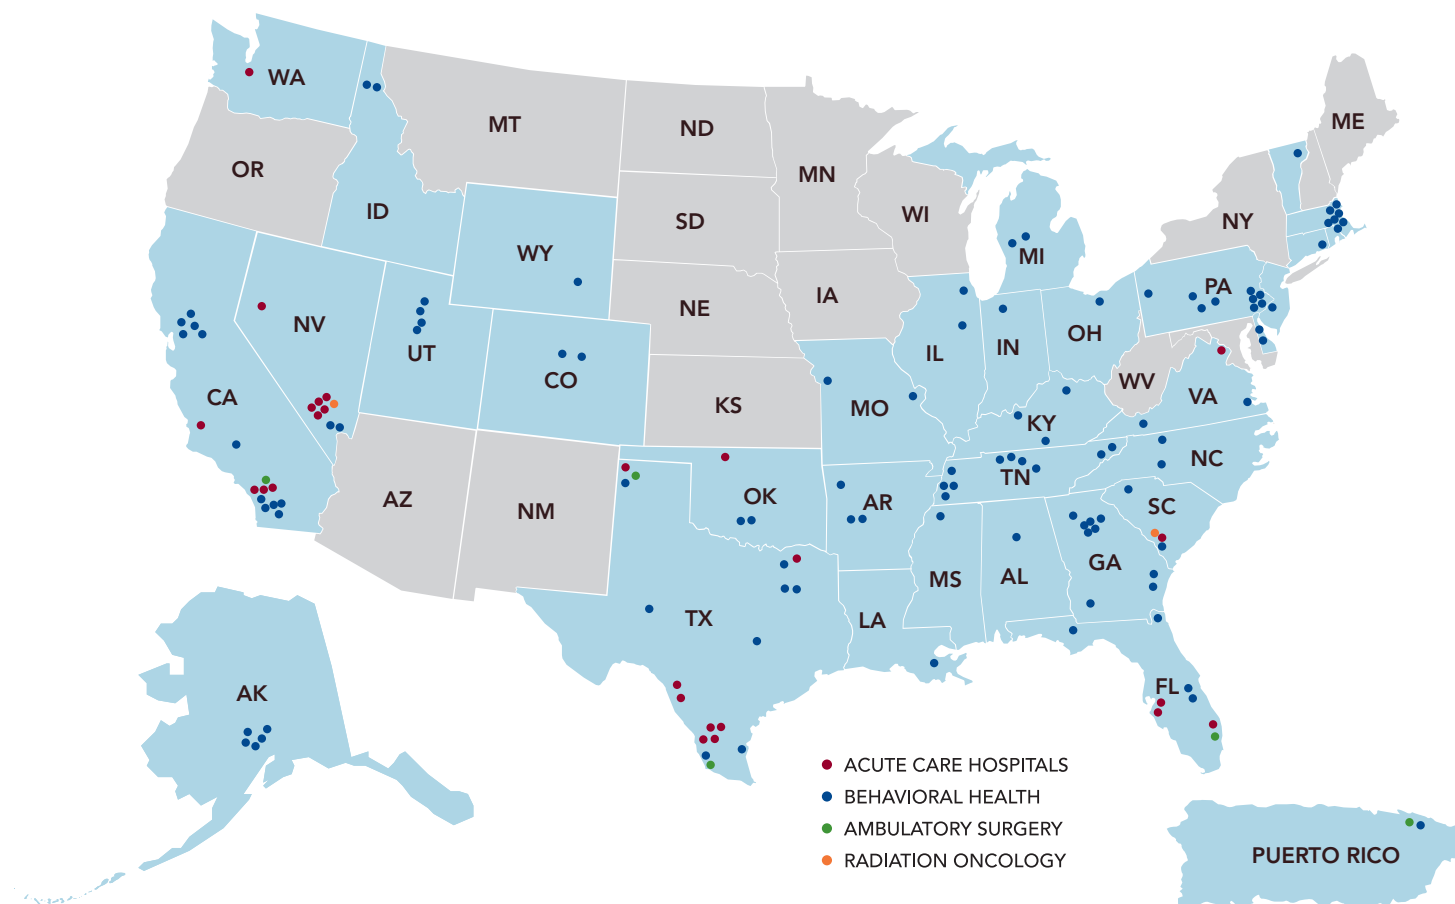 WA
MT
ND
ME
OR
MN
ID
SD
WI
NY
WY
MI
PA
NV
NE
IA
UT
IL
IN
OH
CO
CA
KS
MO
WV
VA
KY
AZ
NM
OK
AR
TN
NC
SC
TX
LA
MS
AL
GA
AK
FL
ACUTE CARE HOSPITALS
BEHAVIORAL HEALTH
AMBULATORY SURGERY
RADIATION ONCOLOGY
PUERTO RICO